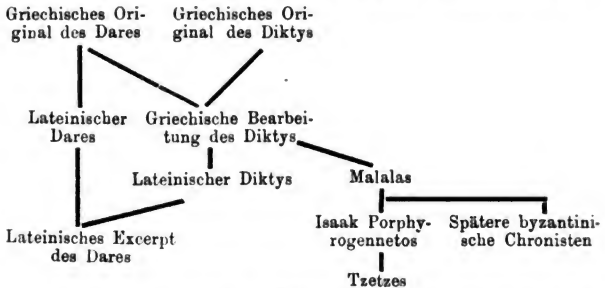 Griechisches Ori-
ginal des Dares
Griechisches Ori-
ginal des Diktys
Lateinischer
Dares
Griechische Bearbei-
tung des Diktys
Lateinischer Diktys
Malalas
Lateinisches Excerpt
des Dares
Isaak Porphy-
rogennetos
Spätere byzantini-
sche Chronisten
Tzetzes